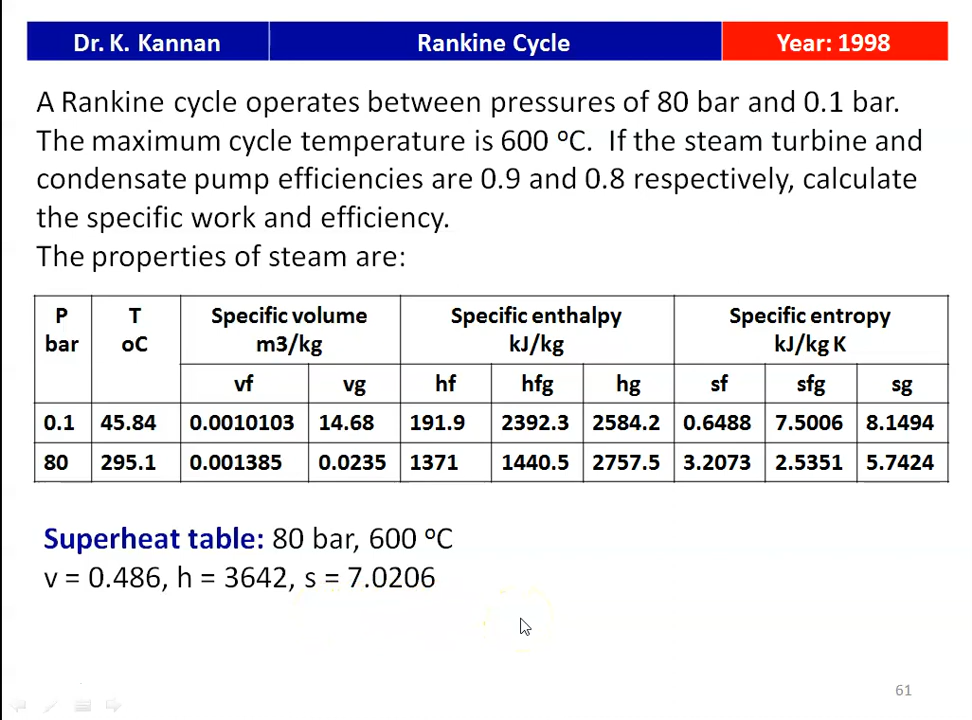 Dr. K. Kannan Rankine Cycle Year: 1998
A Rankine cycle operates between pressures of 80 bar and 0.1 bar.
The maximum cycle temperature is 600 ºC. If the steam turbine and
condensate pump efficiencies are 0.9 and 0.8 respectively, calculate
the specific work and efficiency.
The properties of steam are:
P bar T oC Specific volume m3/kg Specific enthalpy kJ/kg Specific entropy kJ/kg K
vf vg hf hfg hg sf sfg sg
0.1 45.84 0.0010103 14.68 191.9 2392.3 2584.2 0.6488 7.5006 8.1494
80 295.1 0.001385 0.0235 1371 1440.5 2757.5 3.2073 2.5351 5.7424
Superheat table: 80 bar, 600 ºC
v = 0.486, h = 3642, s = 7.0206
61